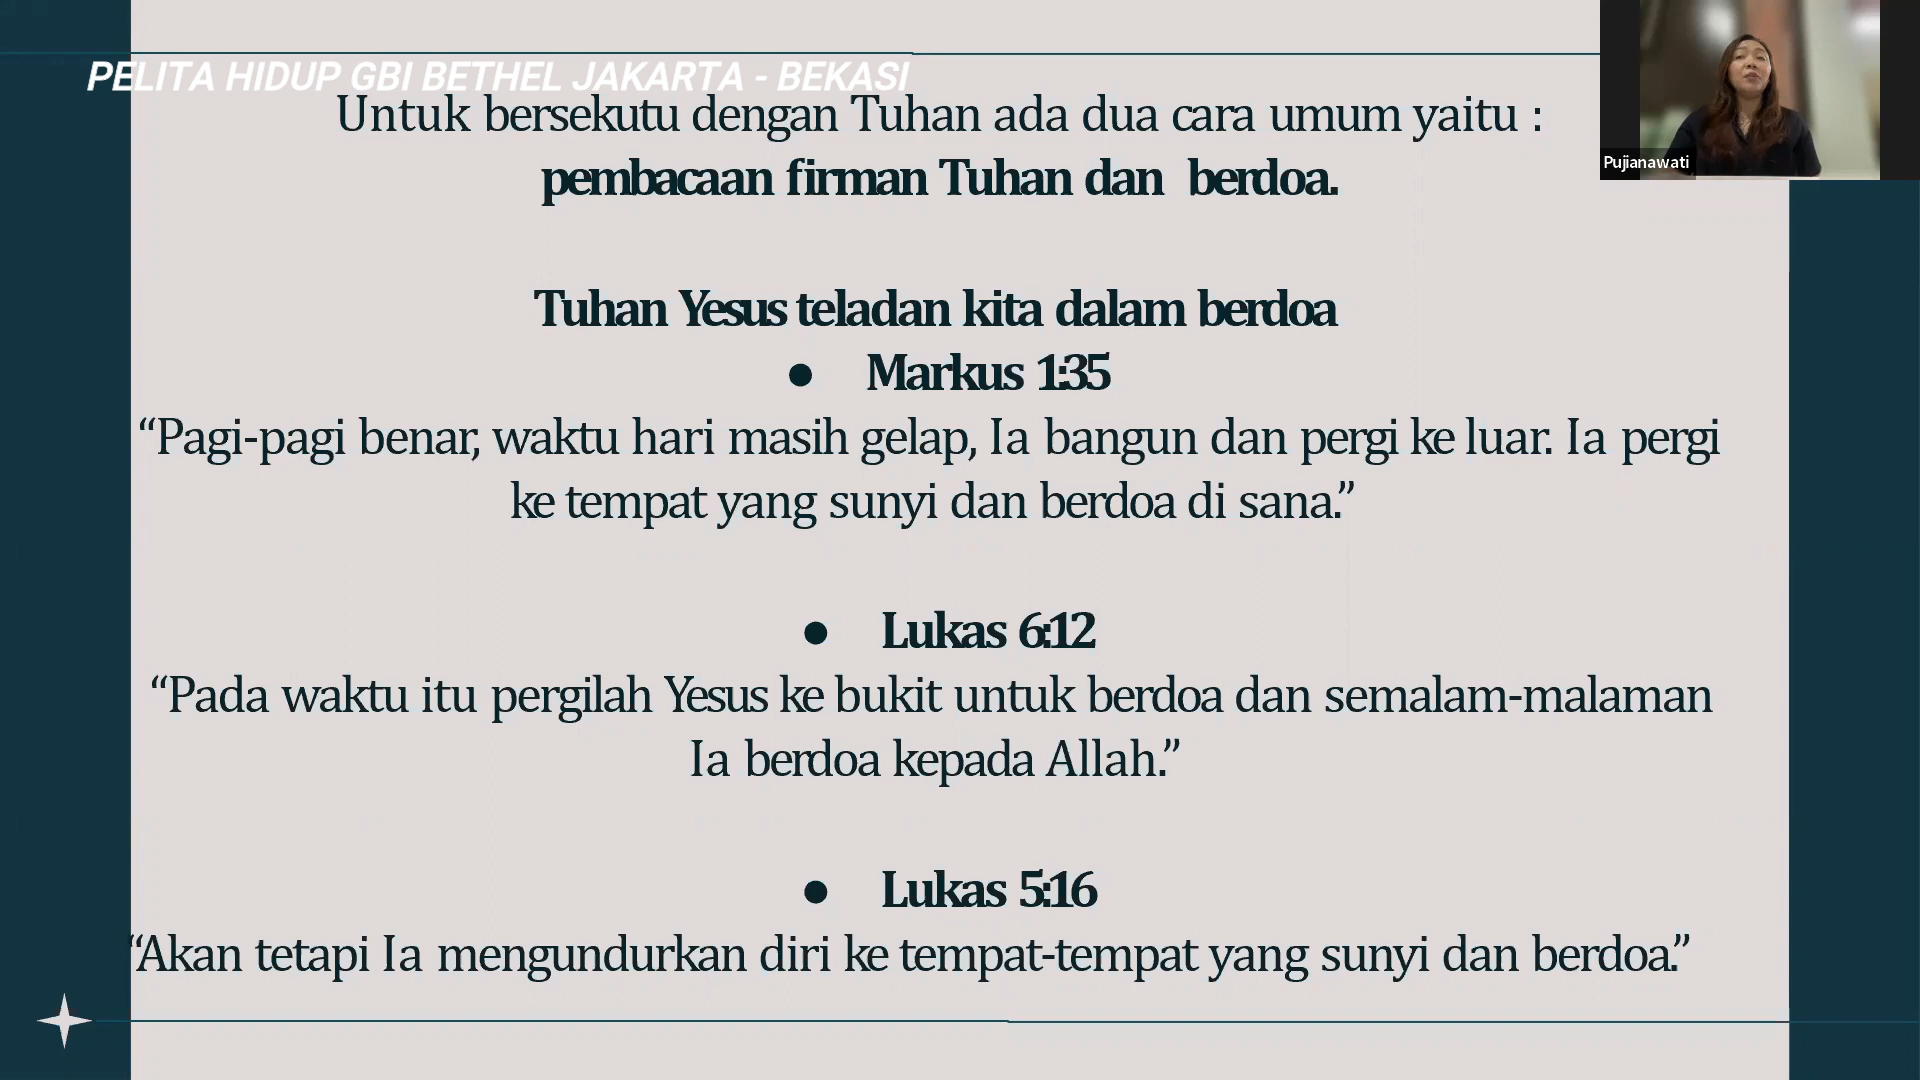 PELITA HIDUP GBI BETHEL JAKARTA - BEKASI
Untuk bersekutu dengan Tuhan ada dua cara umum yaitu :
pembacaan firman Tuhan dan berdoa.
Pujianawati
Tuhan Yesus teladan kita dalam berdoa
● Markus 1:35
“Pagi-pagi benar, waktu hari masih gelap, Ia bangun dan pergi ke luar. Ia pergi
ke tempat yang sunyi dan berdoa di sana.”
● Lukas 6:12
“Pada waktu itu pergilah Yesus ke bukit untuk berdoa dan semalam-malaman
Ia berdoa kepada Allah.”
● Lukas 5:16
“Akan tetapi Ia mengundurkan diri ke tempat-tempat yang sunyi dan berdoa.”